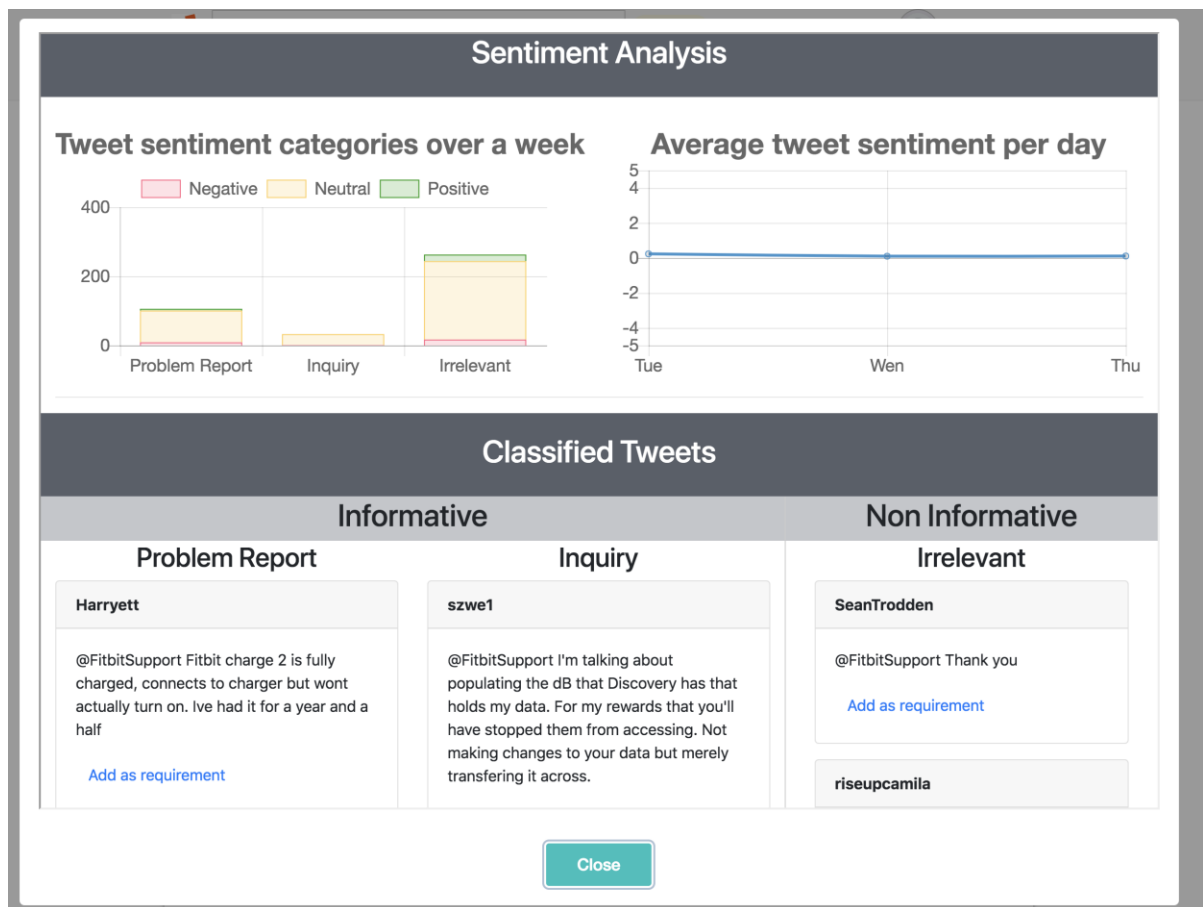 Sentiment Analysis
Tweet sentiment categories over a week
Negative Neutral Positive
400
200
0
Problem Report Inquiry Irrelevant
Average tweet sentiment per day
5
4
2
0
-2
-4
-5
Tue Wen Thu
Classified Tweets
Informative
Non Informative
Problem Report
Harryett
@FitbitSupport Fitbit charge 2 is fully
charged, connects to charger but wont
actually turn on. Ive had it for a year and a
half
Add as requirement
Inquiry
szwe1
@FitbitSupport I'm talking about
populating the dB that Discovery has that
holds my data. For my rewards that you'll
have stopped them from accessing. Not
making changes to your data but merely
transfering it across.
Irrelevant
SeanTrodden
@FitbitSupport Thank you
Add as requirement
riseupcamila
Close